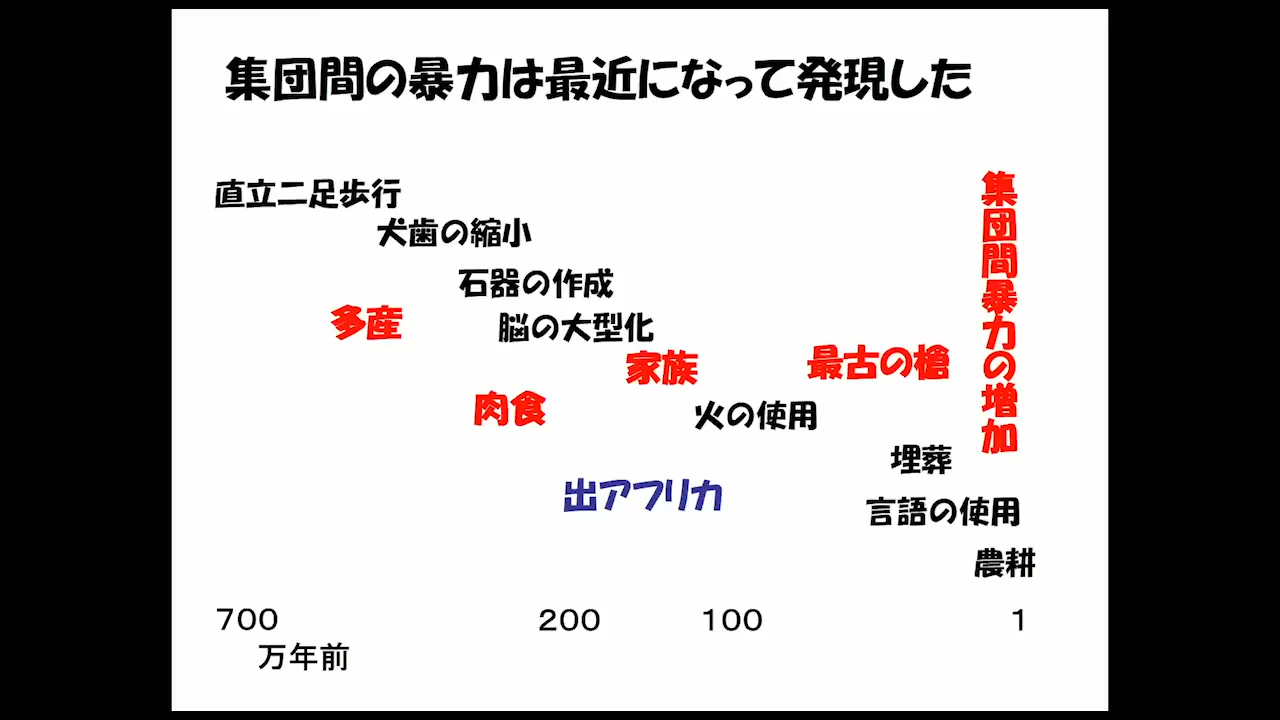 集団間の暴力は最近になって発現した
直立二足歩行
犬歯の縮小
石器の作成
多産
脳の大型化
家族
最古の槍
集団間暴力の増加
肉食
火の使用
埋葬
出アフリカ
言語の使用
農耕
700
200
100
1
万年前